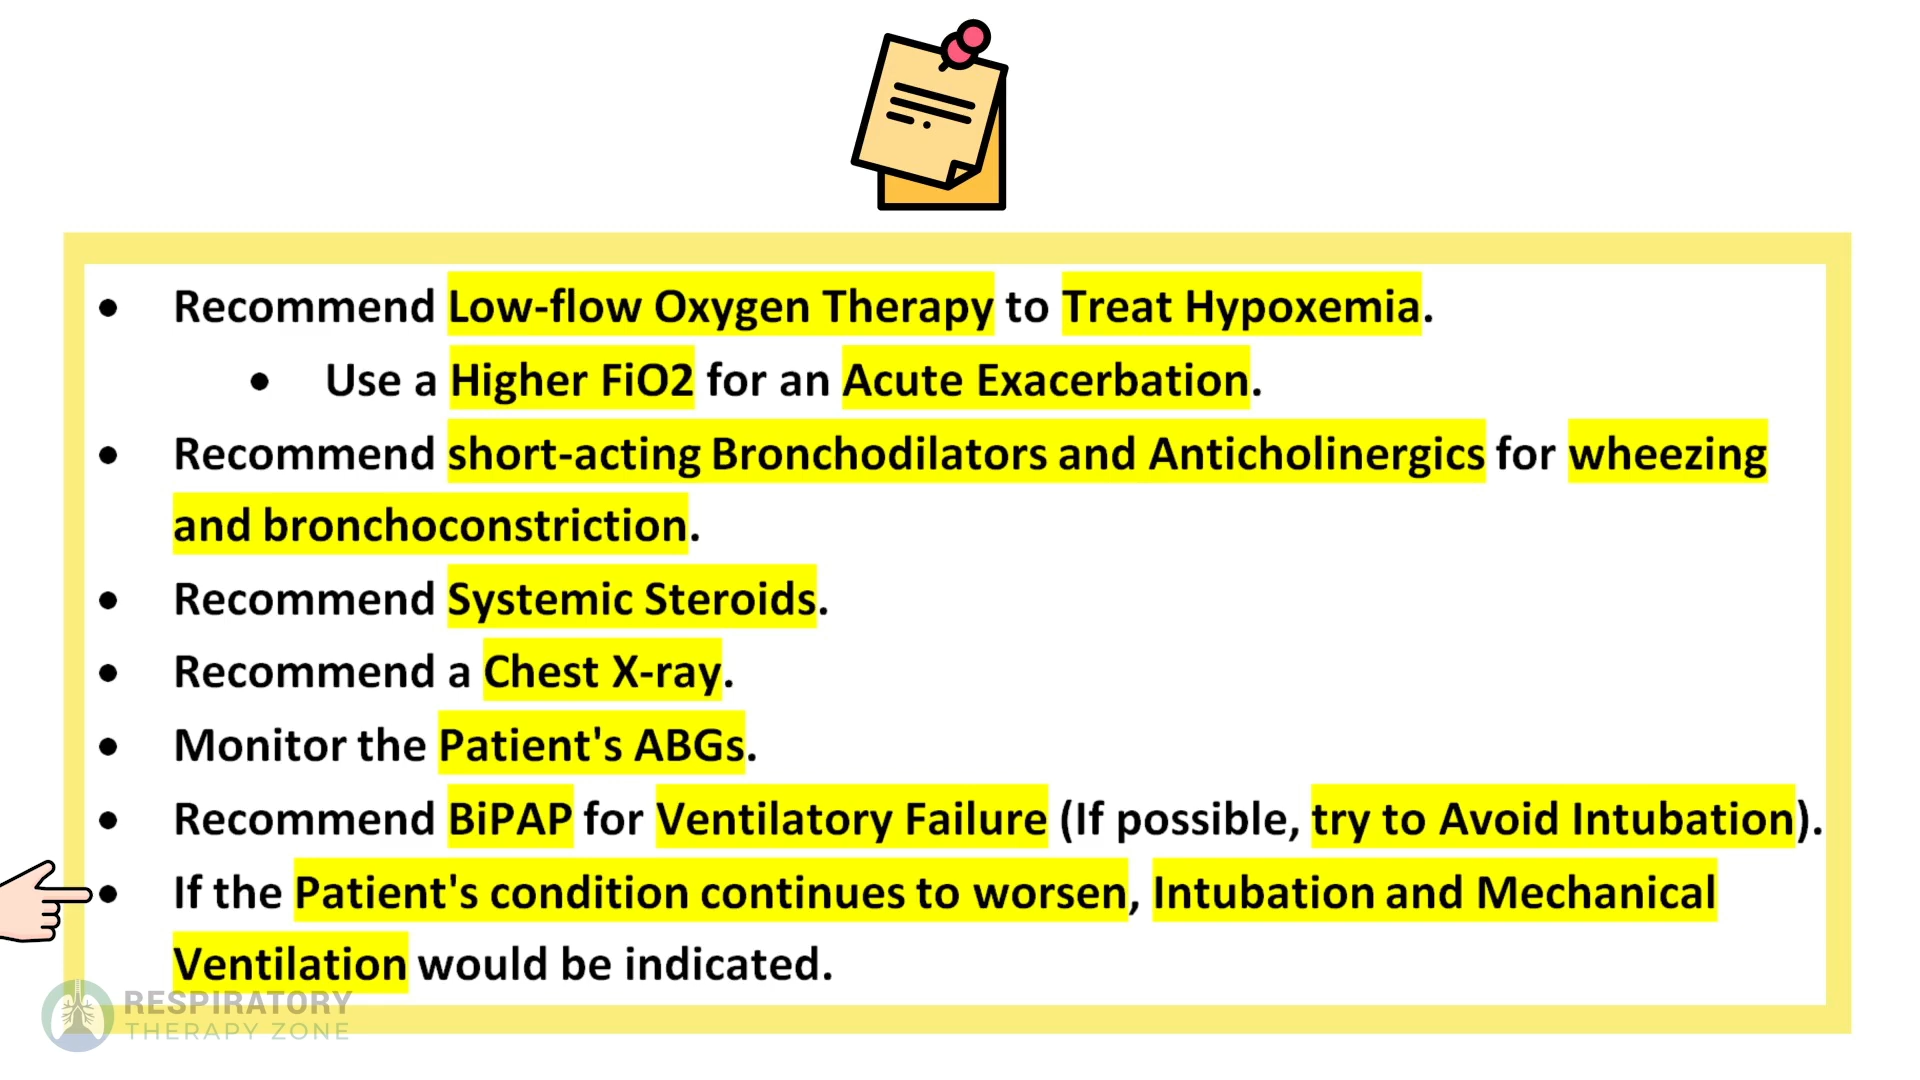 • Recommend Low-flow Oxygen Therapy to Treat Hypoxemia.
• Use a Higher FiO2 for an Acute Exacerbation.
• Recommend short-acting Bronchodilators and Anticholinergics for wheezing
and bronchoconstriction.
• Recommend Systemic Steroids.
• Recommend a Chest X-ray.
• Monitor the Patient's ABGs.
• Recommend BiPAP for Ventilatory Failure (If possible, try to Avoid Intubation).
• If the Patient's condition continues to worsen, Intubation and Mechanical
Ventilation would be indicated.
RESPIRATORY
THERAPY ZONE